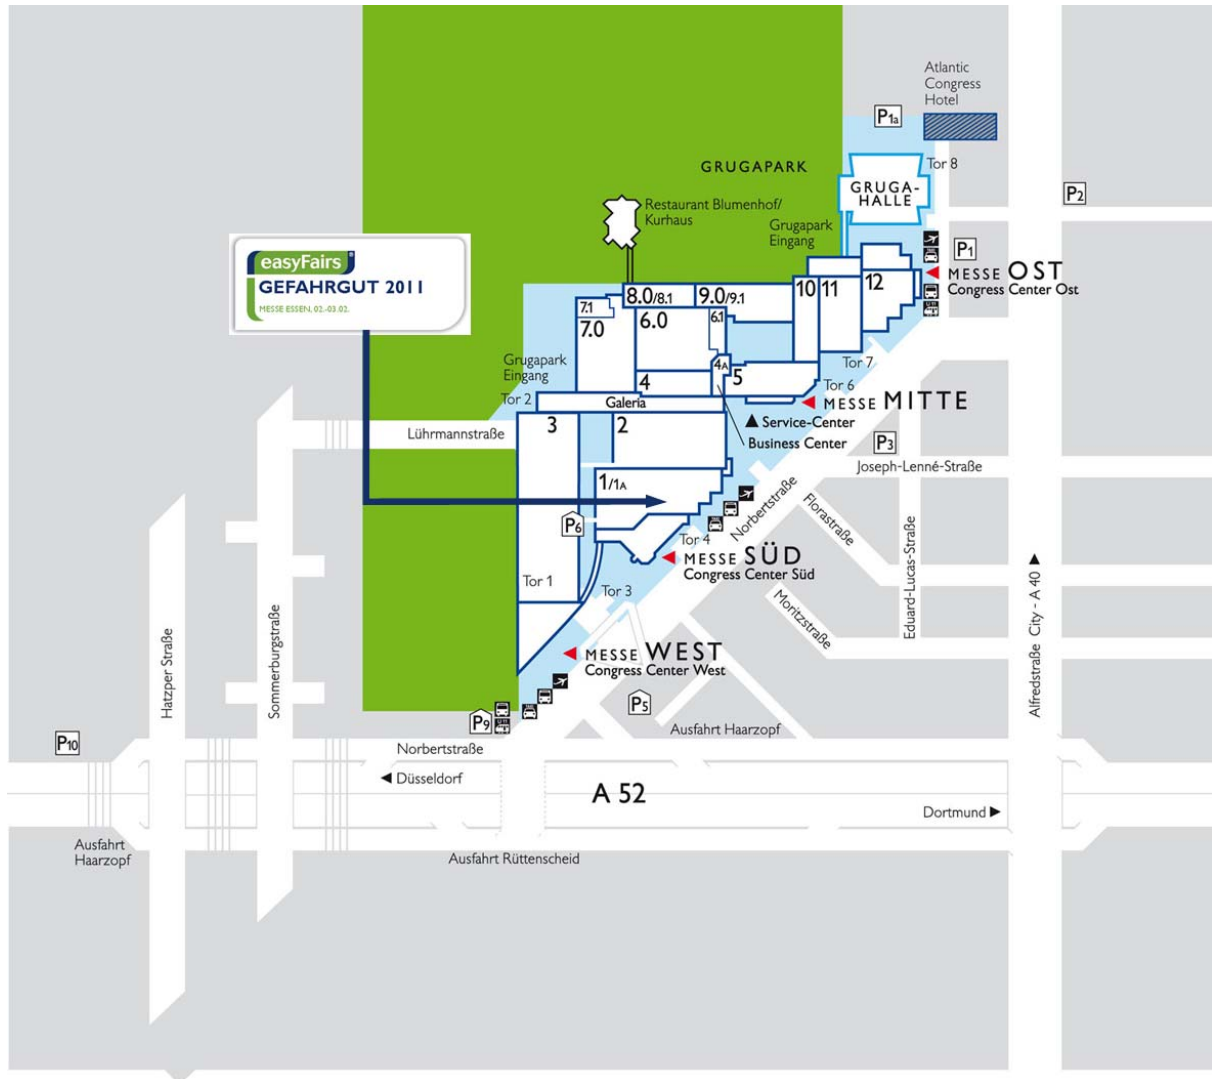 Atlantic
Congress
Hotel
P1a
GRUGAPARK
Tor 8
GRUGA-
HALLE
P2
Restaurant Blumenhof/
Kurhaus
Grugapark
Eingang
P1
easyFairs
GEFAHRGUT 2011
MESSE ESSEN, 02.-03.02.
MESSE OST
Congress Center Ost
8.0/8.1
9.0/9.1
10
11
12
7.1
7.0
6.0
6.1
Grugapark
Eingang
4A
4
5
Tor 7
Tor 6
Tor 2
Galeria
MESSE MITTE
Service-Center
Business Center
3
2
Lührmannstraße
P3
Joseph-Lenné-Straße
1/1A
P6
Norbertstraße
Florastraße
Eduard-Lucas-Straße
Tor 4
MESSE SÜD
Congress Center Süd
Tor 1
Tor 3
Moritzstraße
Alfredstraße City - A 40
Hatzper Straße
Sommerburgstraße
MESSE WEST
Congress Center West
P5
P9
Ausfahrt Haarzopf
P10
Norbertstraße
Düsseldorf
A 52
Dortmund
Ausfahrt
Haarzopf
Ausfahrt Rüttenscheid